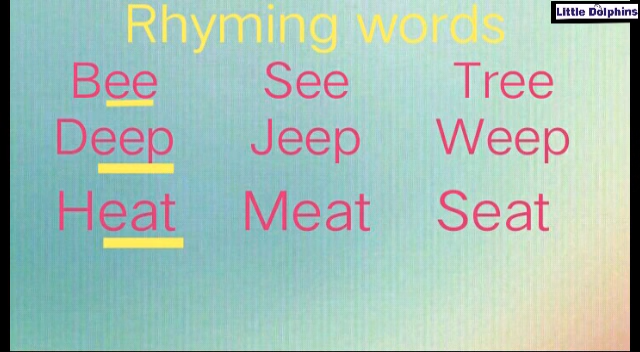 Rhyming words
Little Dolphins
Bee See Tree
Deep Jeep Weep
Heat Meat Seat